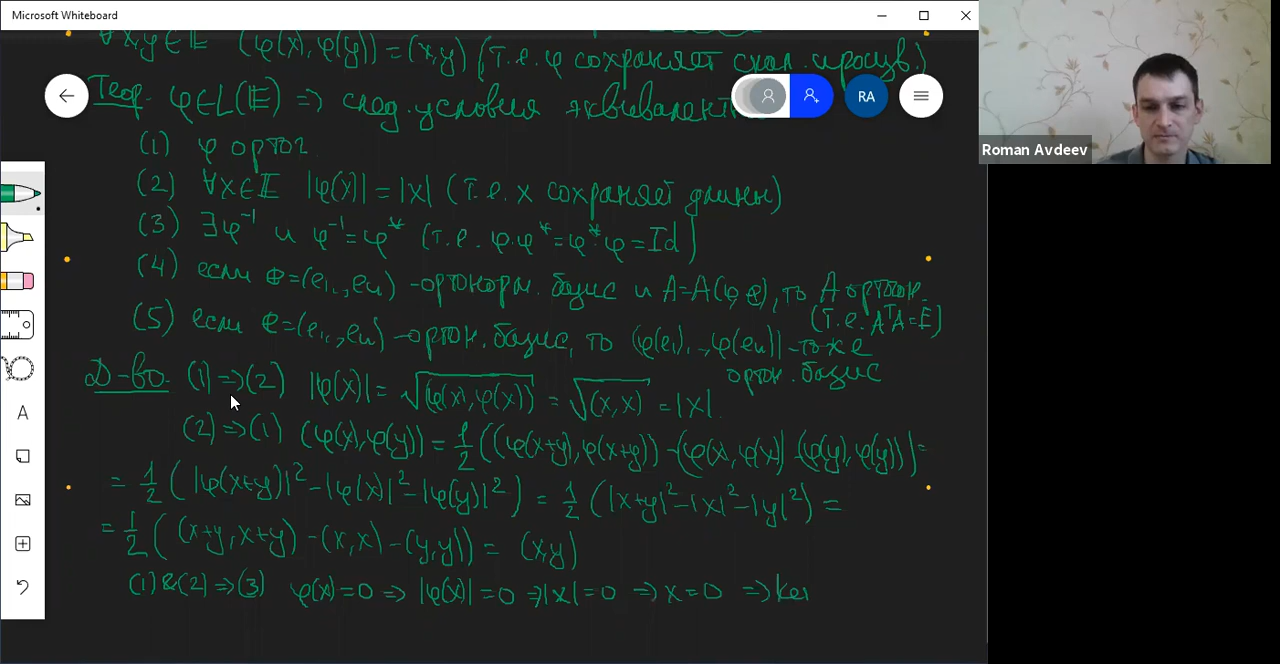 Microsoft Whiteboard
∀x,y∈𝔼 (φ(x), φ(y)) = (x,y) (т.е. φ сохраняет скал. произв.)
Теор. φ∈L(𝔼) => след. условия эквивалентн
RA
Roman Avdeev
(1) φ ортог.
(2) ∀x∈𝔼 |φ(x)| = |x| (т.е. x сохраняет длины)
(3) ∃φ⁻¹ и φ⁻¹=φ* (т.е. φ·φ*=φ*·φ=Id)
(4) если e=(e₁,..,eₙ) -ортонорм. базис и A=A(φ,e), то A ортогон.
(т.е. AᵀA=E)
(5) если e=(e₁,..,eₙ) -ортон. базис, то (φ(e₁),..,φ(eₙ)) -тоже
ортон. базис
Д-во. (1)=>(2) |φ(x)| = √(φ(x),φ(x)) = √(x,x) = |x|.
(2)=>(1) (φ(x),φ(y)) = 1/2((φ(x+y),φ(x+y)) -(φ(x),φ(x)) -(φ(y),φ(y)))=
= 1/2(|φ(x+y)|²-|φ(x)|²-|φ(y)|²) = 1/2(|x+y|²-|x|²-|y|²) =
= 1/2((x+y,x+y) -(x,x) -(y,y)) = (x,y)
(1)&(2)=>(3) φ(x)=0 => |φ(x)|=0 =>|x|=0 => x=0 => Ker
A